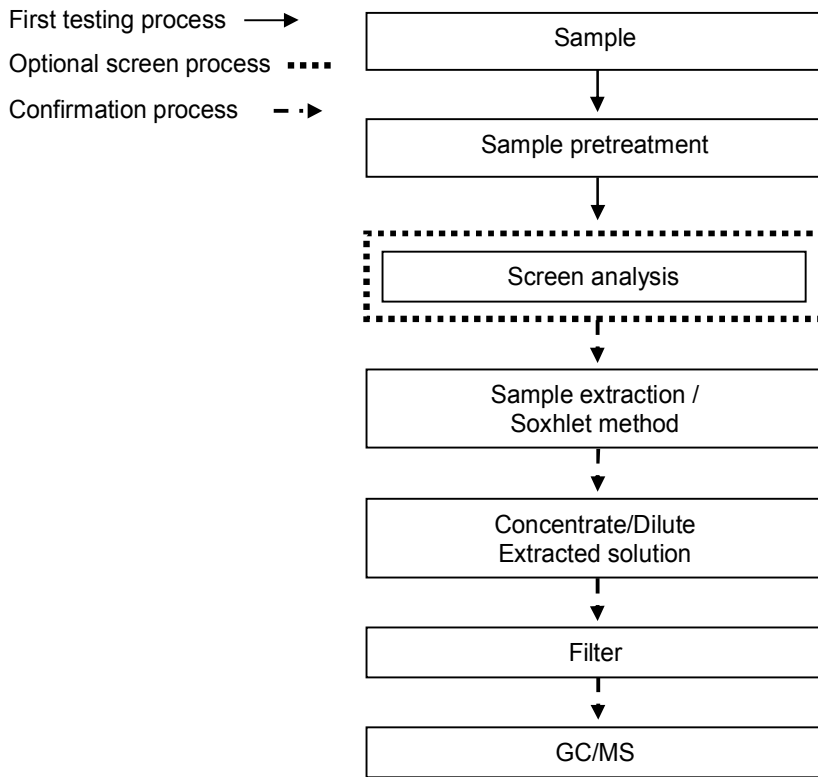 First testing process
Optional screen process
Confirmation process
Sample
Sample pretreatment
Screen analysis
Sample extraction /
Soxhlet method
Concentrate/Dilute
Extracted solution
Filter
GC/MS